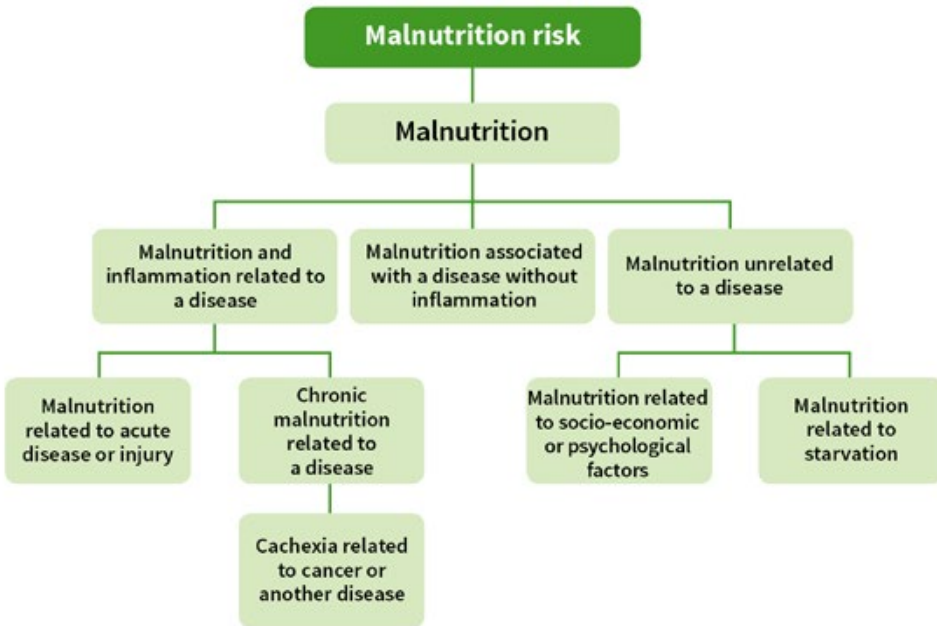 Malnutrition risk
Malnutrition
Malnutrition and
inflammation related to
a disease
Malnutrition associated
with a disease without
inflammation
Malnutrition unrelated
to a disease
Malnutrition
related to acute
disease or injury
Chronic
malnutrition
related to
a disease
Malnutrition related
to socio-economic
or psychological
factors
Malnutrition
related to
starvation
Cachexia related
to cancer or
another disease